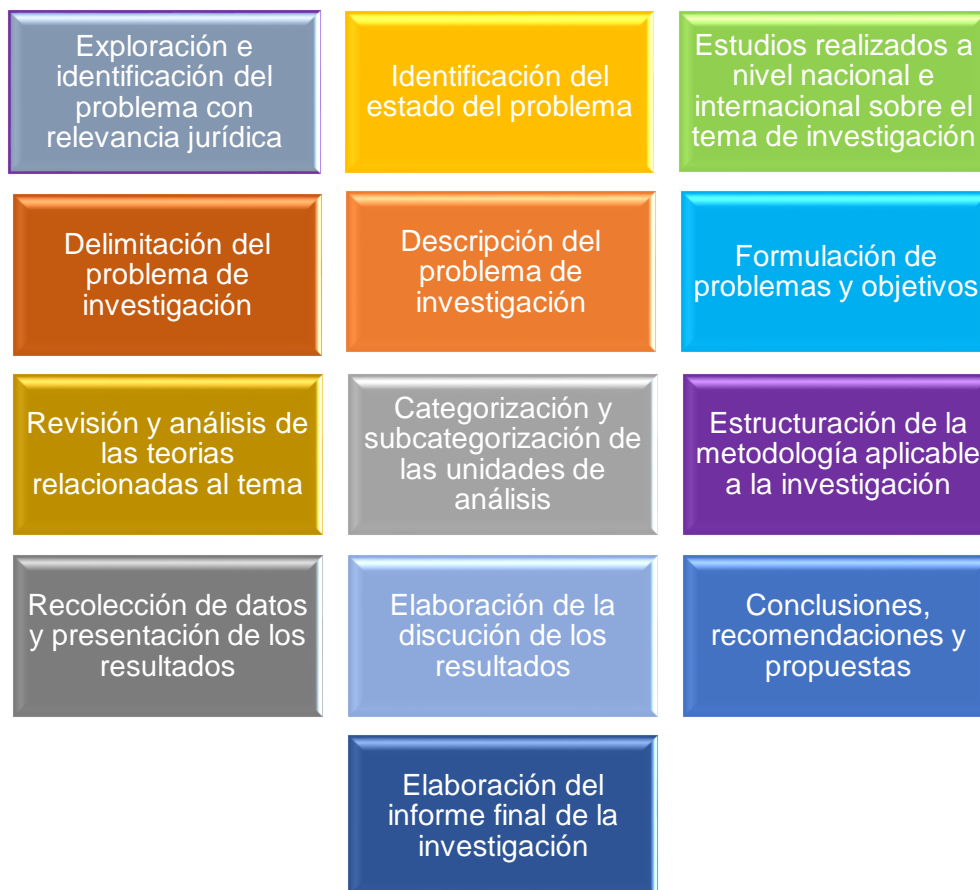 Exploración e
identificación del
problema con
relevancia jurídica
Identificación del
estado del problema
Estudios realizados a
nivel nacional e
internacional sobre el
tema de investigación
Delimitación del
problema de
investigación
Descripción del
problema de
investigación
Formulación de
problemas y objetivos
Revisión y análisis de
las teorias
relacionadas al tema
Categorización y
subcategorización de
las unidades de
análisis
Estructuración de la
metodología aplicable
a la investigación
Recolección de datos
y presentación de los
resultados
Elaboración de la
discución de los
resultados
Conclusiones,
recomendaciones y
propuestas
Elaboración del
informe final de la
investigación